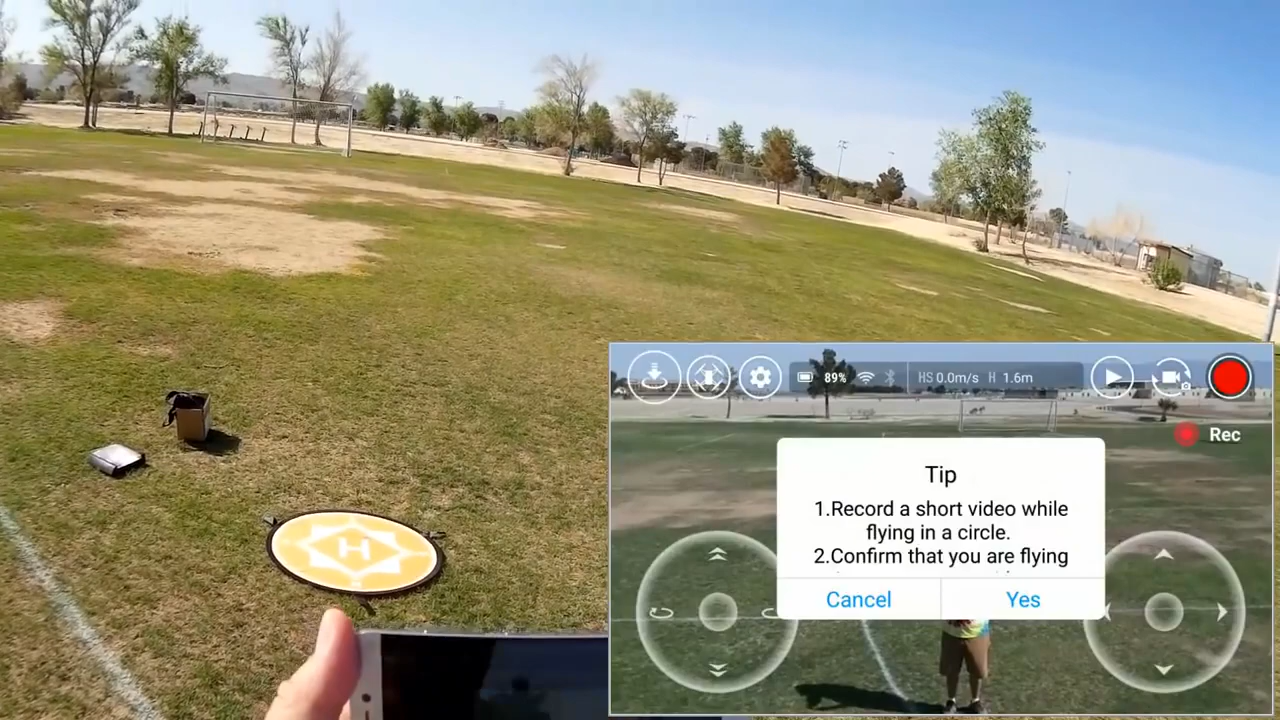 H
89%
HS 0.0m/s H 1.6m
Rec
Tip
1.Record a short video while
flying in a circle.
2.Confirm that you are flying
Cancel Yes